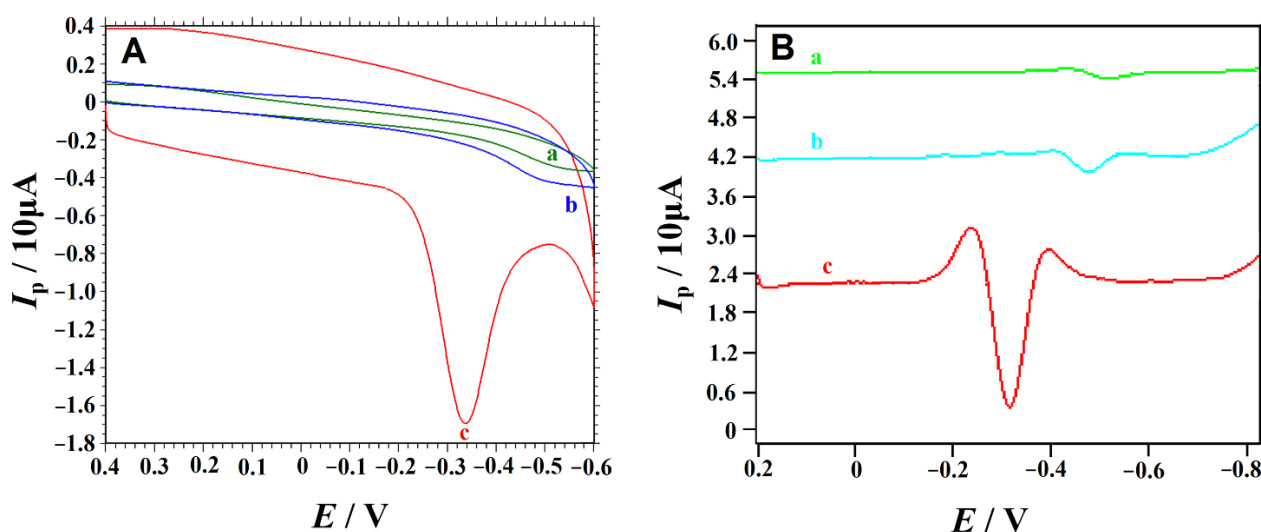 A
0.4
0.2
0
−0.2
−0.4
−0.6
−0.8
−1.0
−1.2
−1.4
−1.6
−1.8
I_p / 10μA
a
b
c
0.4 0.3 0.2 0.1 0 −0.1 −0.2 −0.3 −0.4 −0.5 −0.6
E / V
B
6.0
5.4
4.8
4.2
3.6
3.0
2.4
1.8
1.2
0.6
0
I_p / 10μA
a
b
c
0.2 0 −0.2 −0.4 −0.6 −0.8
E / V